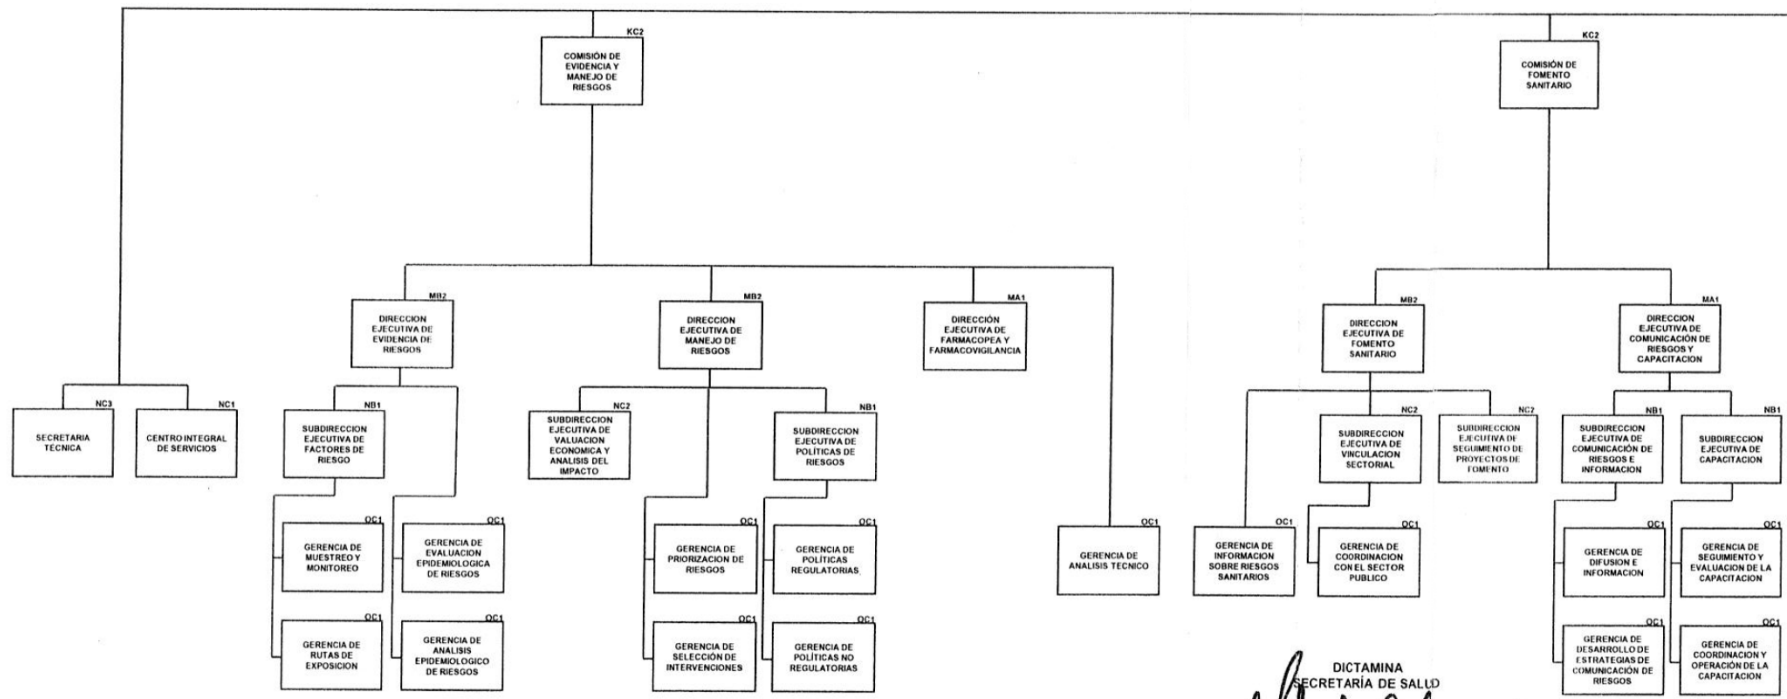 KC2
COMISIÓN DE
EVIDENCIA Y
MANEJO DE
RIESGOS
KC2
COMISIÓN DE
FOMENTO
SANITARIO
MB2
DIRECCION
EJECUTIVA DE
EVIDENCIA DE
RIESGOS
MB2
DIRECCION
EJECUTIVA DE
MANEJO DE
RIESGOS
MA1
DIRECCIÓN
EJECUTIVA DE
FARMACOPEA Y
FARMACOVIGILANCIA
MB2
DIRECCION
EJECUTIVA DE
FOMENTO
SANITARIO
MA1
DIRECCION
EJECUTIVA DE
COMUNICACIÓN DE
RIESGOS Y
CAPACITACION
NC3
SECRETARIA
TÉCNICA
NC1
CENTRO INTEGRAL
DE SERVICIOS
NB1
SUBDIRECCION
EJECUTIVA DE
FACTORES DE
RIESGO
NC2
SUBDIRECCION
EJECUTIVA DE
VALUACION
ECONOMICA Y
ANALISIS DEL
IMPACTO
NB1
SUBDIRECCION
EJECUTIVA DE
POLÍTICAS DE
RIESGOS
NC2
SUBDIRECCION
EJECUTIVA DE
VINCULACION
SECTORIAL
NC2
SUBDIRECCION
EJECUTIVA DE
SEGUIMIENTO DE
PROYECTOS DE
FOMENTO
NB1
SUBDIRECCION
EJECUTIVA DE
COMUNICACIÓN DE
RIESGOS E
INFORMACION
NB1
SUBDIRECCION
EJECUTIVA DE
CAPACITACION
OC1
GERENCIA DE
MUESTREO Y
MONITOREO
OC1
GERENCIA DE
EVALUACION
EPIDEMIOLOGICA
DE RIESGOS
OC1
GERENCIA DE
PRIORIZACION DE
RIESGOS
OC1
GERENCIA DE
POLÍTICAS
REGULATORIAS
OC1
GERENCIA DE
ANALISIS TECNICO
OC1
GERENCIA DE
INFORMACION
SOBRE RIESGOS
SANITARIOS
OC1
GERENCIA DE
COORDINACION
CON EL SECTOR
PUBLICO
OC1
GERENCIA DE
DIFUSION E
INFORMACION
OC1
GERENCIA DE
SEGUIMIENTO Y
EVALUACION DE LA
CAPACITACION
OC1
GERENCIA DE
RUTAS DE
EXPOSICION
OC1
GERENCIA DE
ANALISIS
EPIDEMIOLOGICO
DE RIESGOS
OC1
GERENCIA DE
SELECCIÓN DE
INTERVENCIONES
OC1
GERENCIA DE
POLÍTICAS NO
REGULATORIAS
OC1
GERENCIA DE
DESARROLLO DE
ESTRATEGIAS DE
COMUNICACIÓN DE
RIESGOS
OC1
GERENCIA DE
COORDINACION Y
OPERACIÓN DE LA
CAPACITACION
DICTAMINA
SECRETARÍA DE SALUD